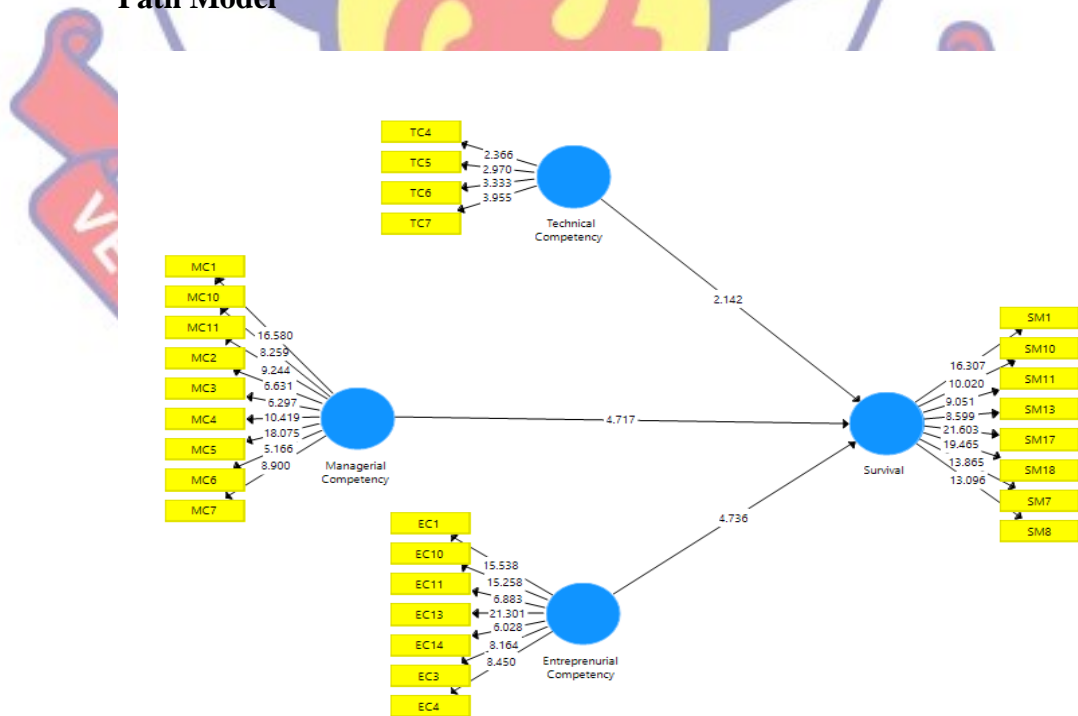 Path Model
VE
TC4
TC5
TC6
TC7
2.366
2.970
3.333
3.955
Technical
Competency
2.142
MC1
MC10
MC11
MC2
MC3
MC4
MC5
MC6
MC7
16.580
8.259
9.244
6.631
6.297
10.419
18.075
5.166
8.900
Managerial
Competency
4.717
SM1
SM10
SM11
SM13
SM17
SM18
SM7
SM8
16.307
10.020
9.051
8.599
21.603
19.465
13.865
13.096
Survival
4.736
EC1
EC10
EC11
EC13
EC14
EC3
EC4
15.538
15.258
6.883
21.301
6.028
8.164
8.450
Entreprenurial
Competency